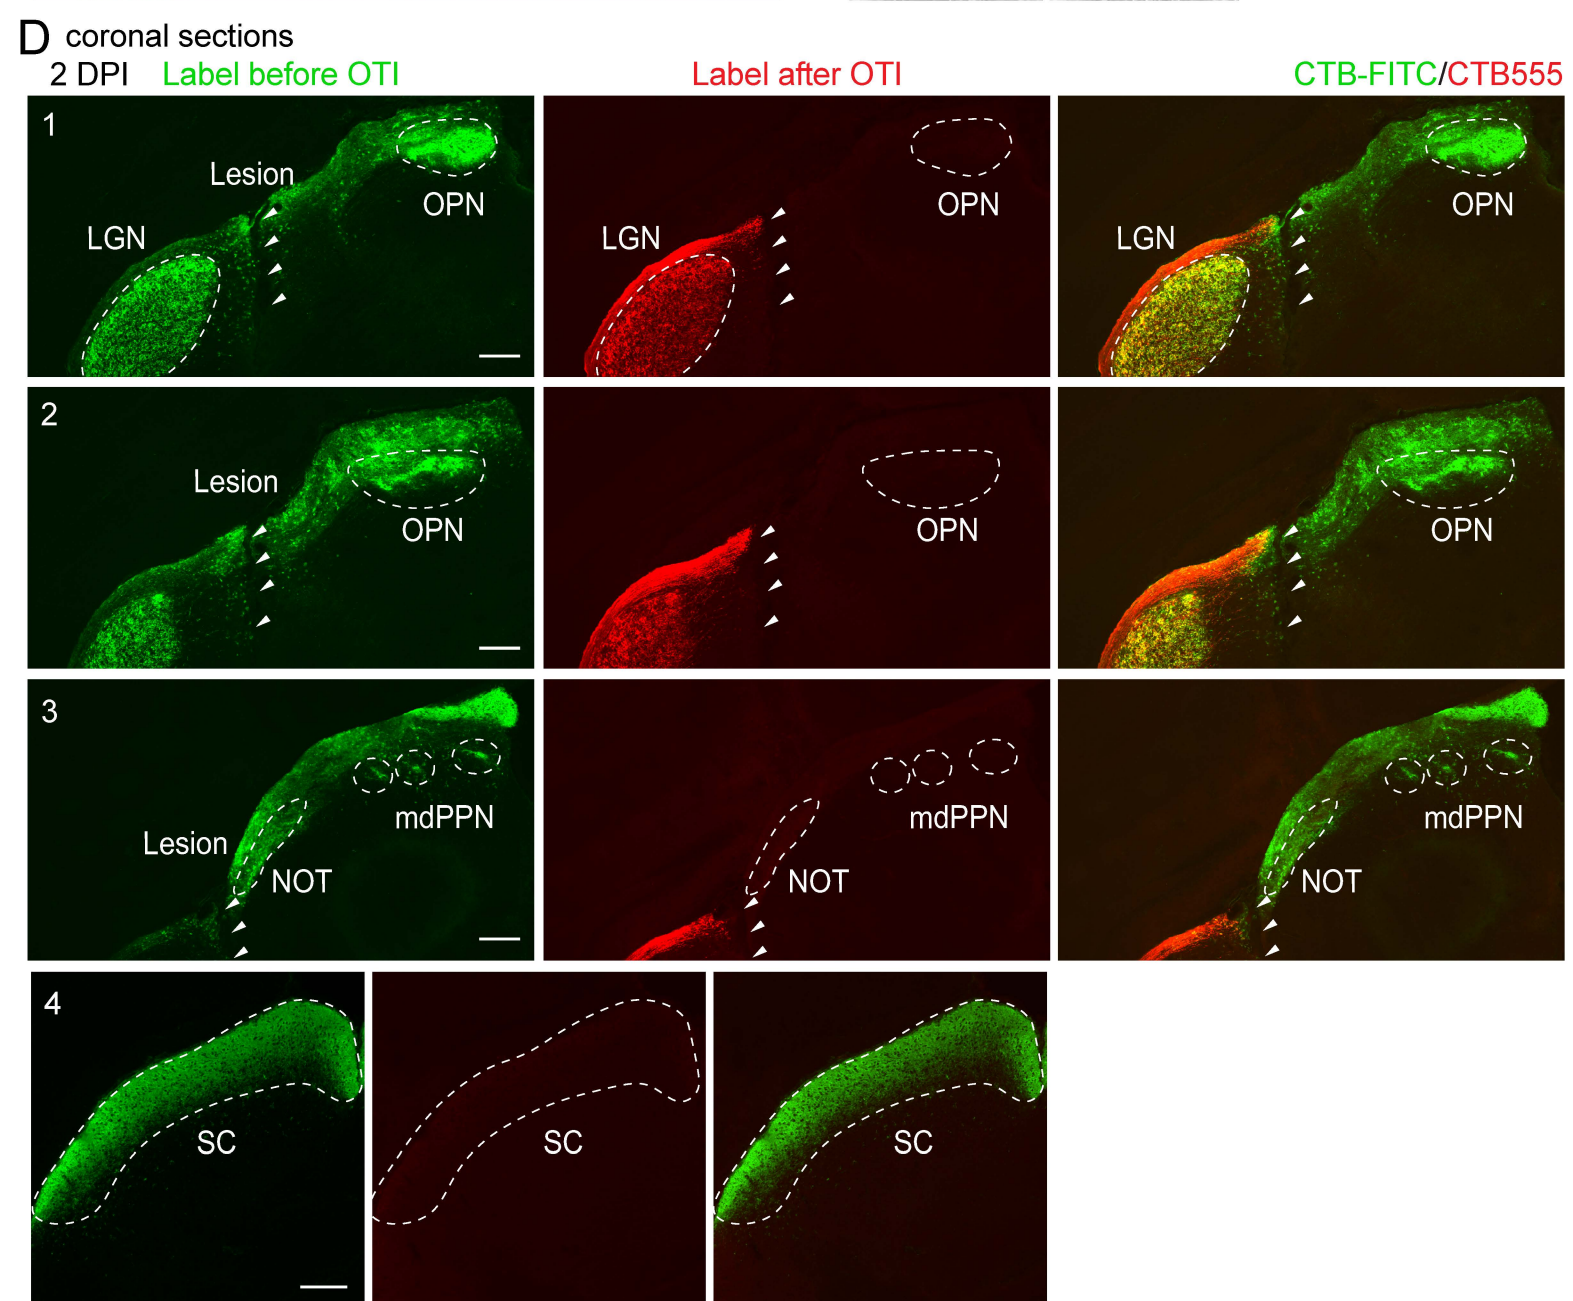 D coronal sections
2 DPI Label before OTI Label after OTI CTB-FITC/CTB555
1
Lesion
OPN
LGN
OPN
LGN
OPN
LGN
2
Lesion
OPN
OPN
OPN
3
mdPPN
Lesion
NOT
mdPPN
NOT
mdPPN
NOT
4
SC
SC
SC